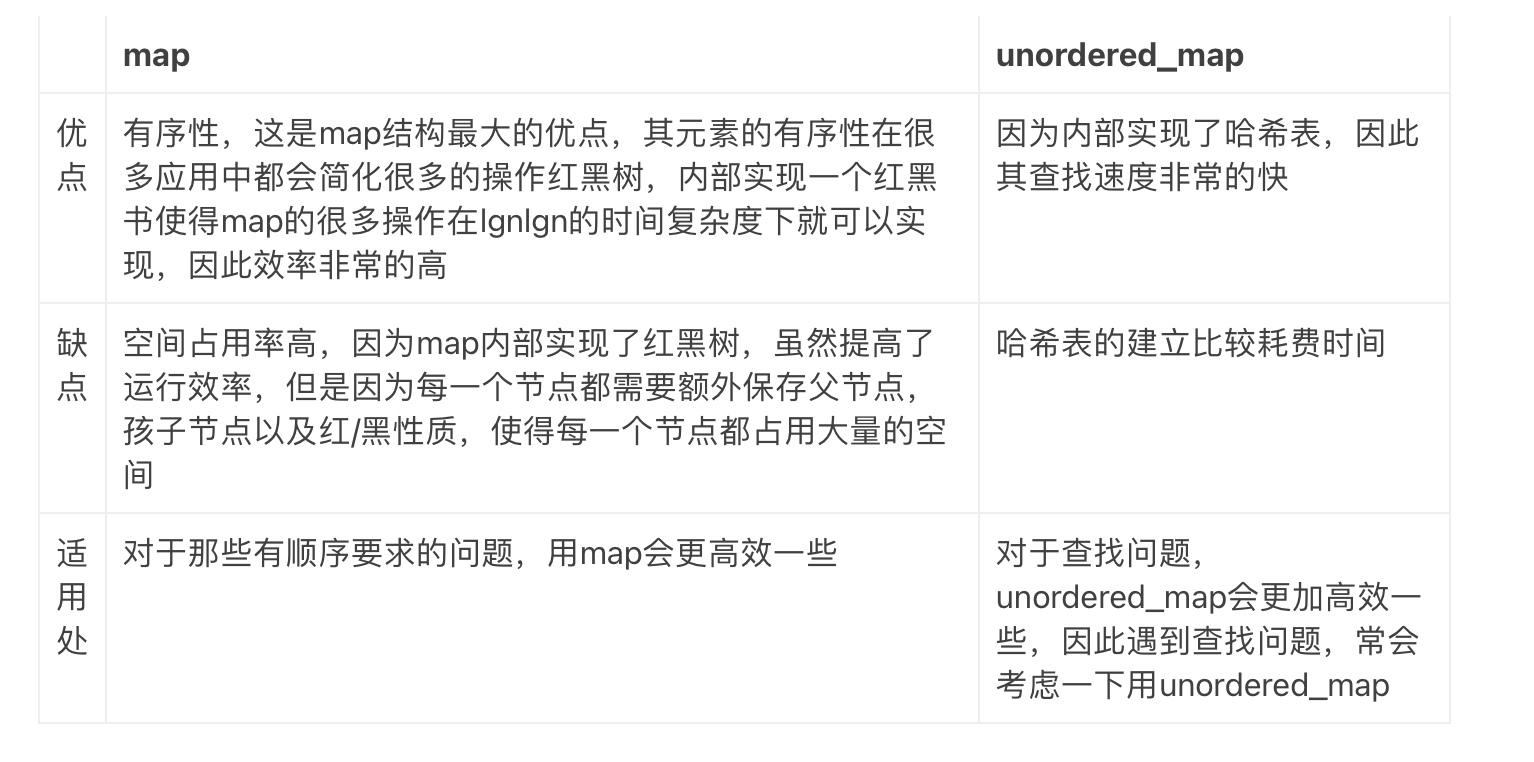 map
unordered_map
优
点
有序性，这是map结构最大的优点，其元素的有序性在很
多应用中都会简化很多的操作红黑树，内部实现一个红黑
书使得map的很多操作在lgnlgn的时间复杂度下就可以实
现，因此效率非常的高
因为内部实现了哈希表，因此
其查找速度非常的快
缺
点
空间占用率高，因为map内部实现了红黑树，虽然提高了
运行效率，但是因为每一个节点都需要额外保存父节点，
孩子节点以及红/黑性质，使得每一个节点都占用大量的空
间
哈希表的建立比较耗费时间
适
用
处
对于那些有顺序要求的问题，用map会更高效一些
对于查找问题，
unordered_map会更加高效一
些，因此遇到查找问题，常会
考虑一下用unordered_map